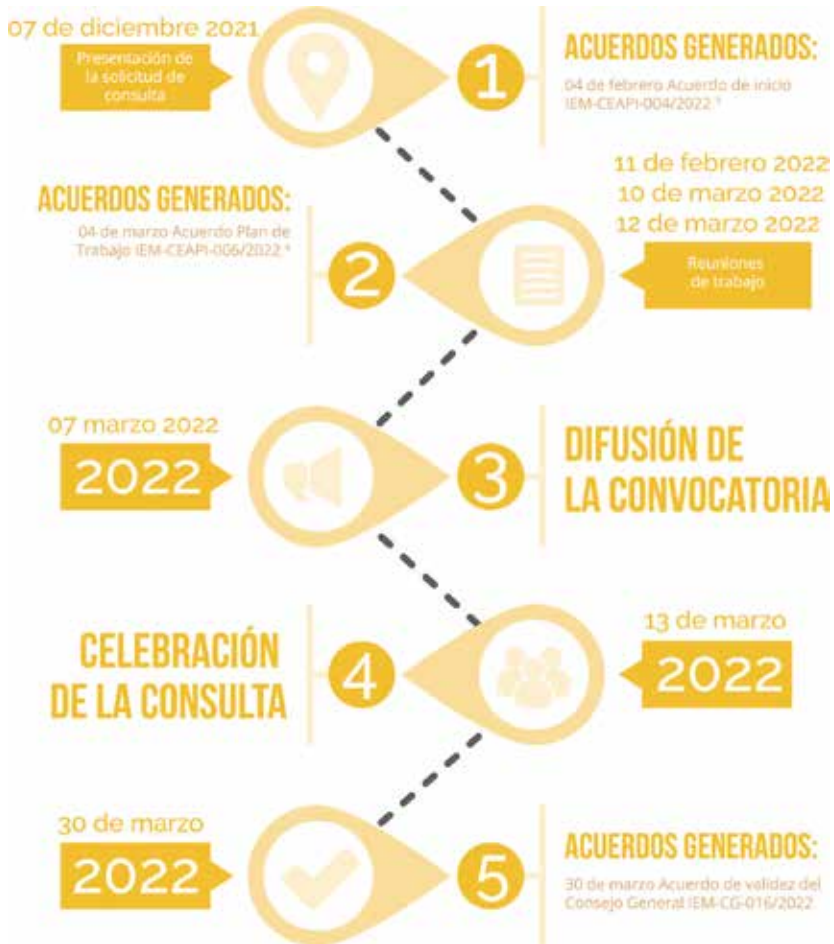 07 de diciembre 2021
Presentación de
la solicitud de
consulta
1
ACUERDOS GENERADOS:
04 de febrero Acuerdo de inicio
IEM-CEAPI-004/2022
11 de febrero 2022
10 de marzo 2022
12 de marzo 2022
Reuniones
de trabajo
2
ACUERDOS GENERADOS:
04 de marzo Acuerdo Plan de
Trabajo IEM-CEAPI-006/2022
07 marzo 2022
2022
3
DIFUSIÓN DE
LA CONVOCATORIA
13 de marzo
2022
4
CELEBRACIÓN
DE LA CONSULTA
30 de marzo
2022
5
ACUERDOS GENERADOS:
30 de marzo Acuerdo de validez del
Consejo General IEM-CG-016/2022